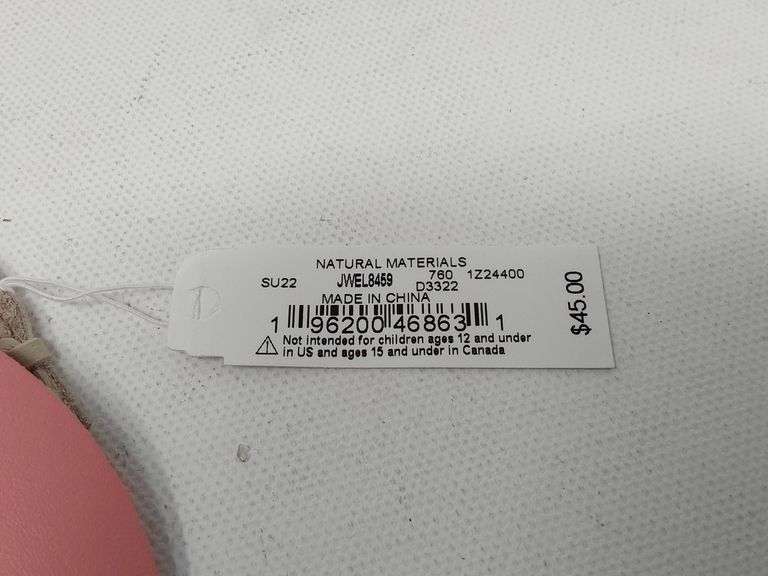 NATURAL MATERIALS
SU22 JWEL8459 760 1Z24400
D3322
MADE IN CHINA
1 96200 46863 1
Not intended for children ages 12 and under
in US and ages 15 and under in Canada
$45.00